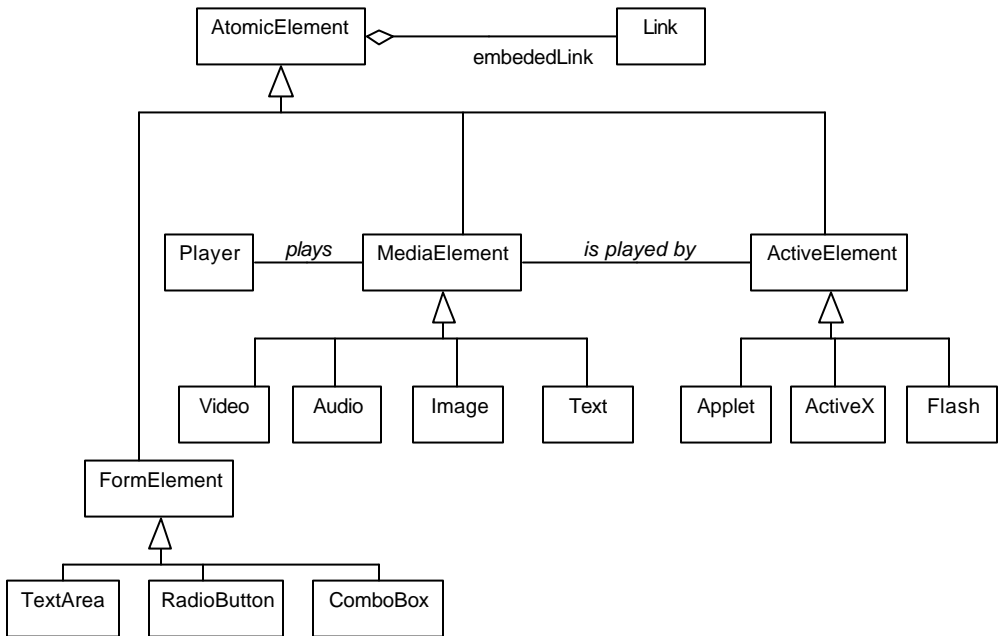 AtomicElement
Link
embededLink
Player
plays
MediaElement
is played by
ActiveElement
Video
Audio
Image
Text
Applet
ActiveX
Flash
FormElement
TextArea
RadioButton
ComboBox